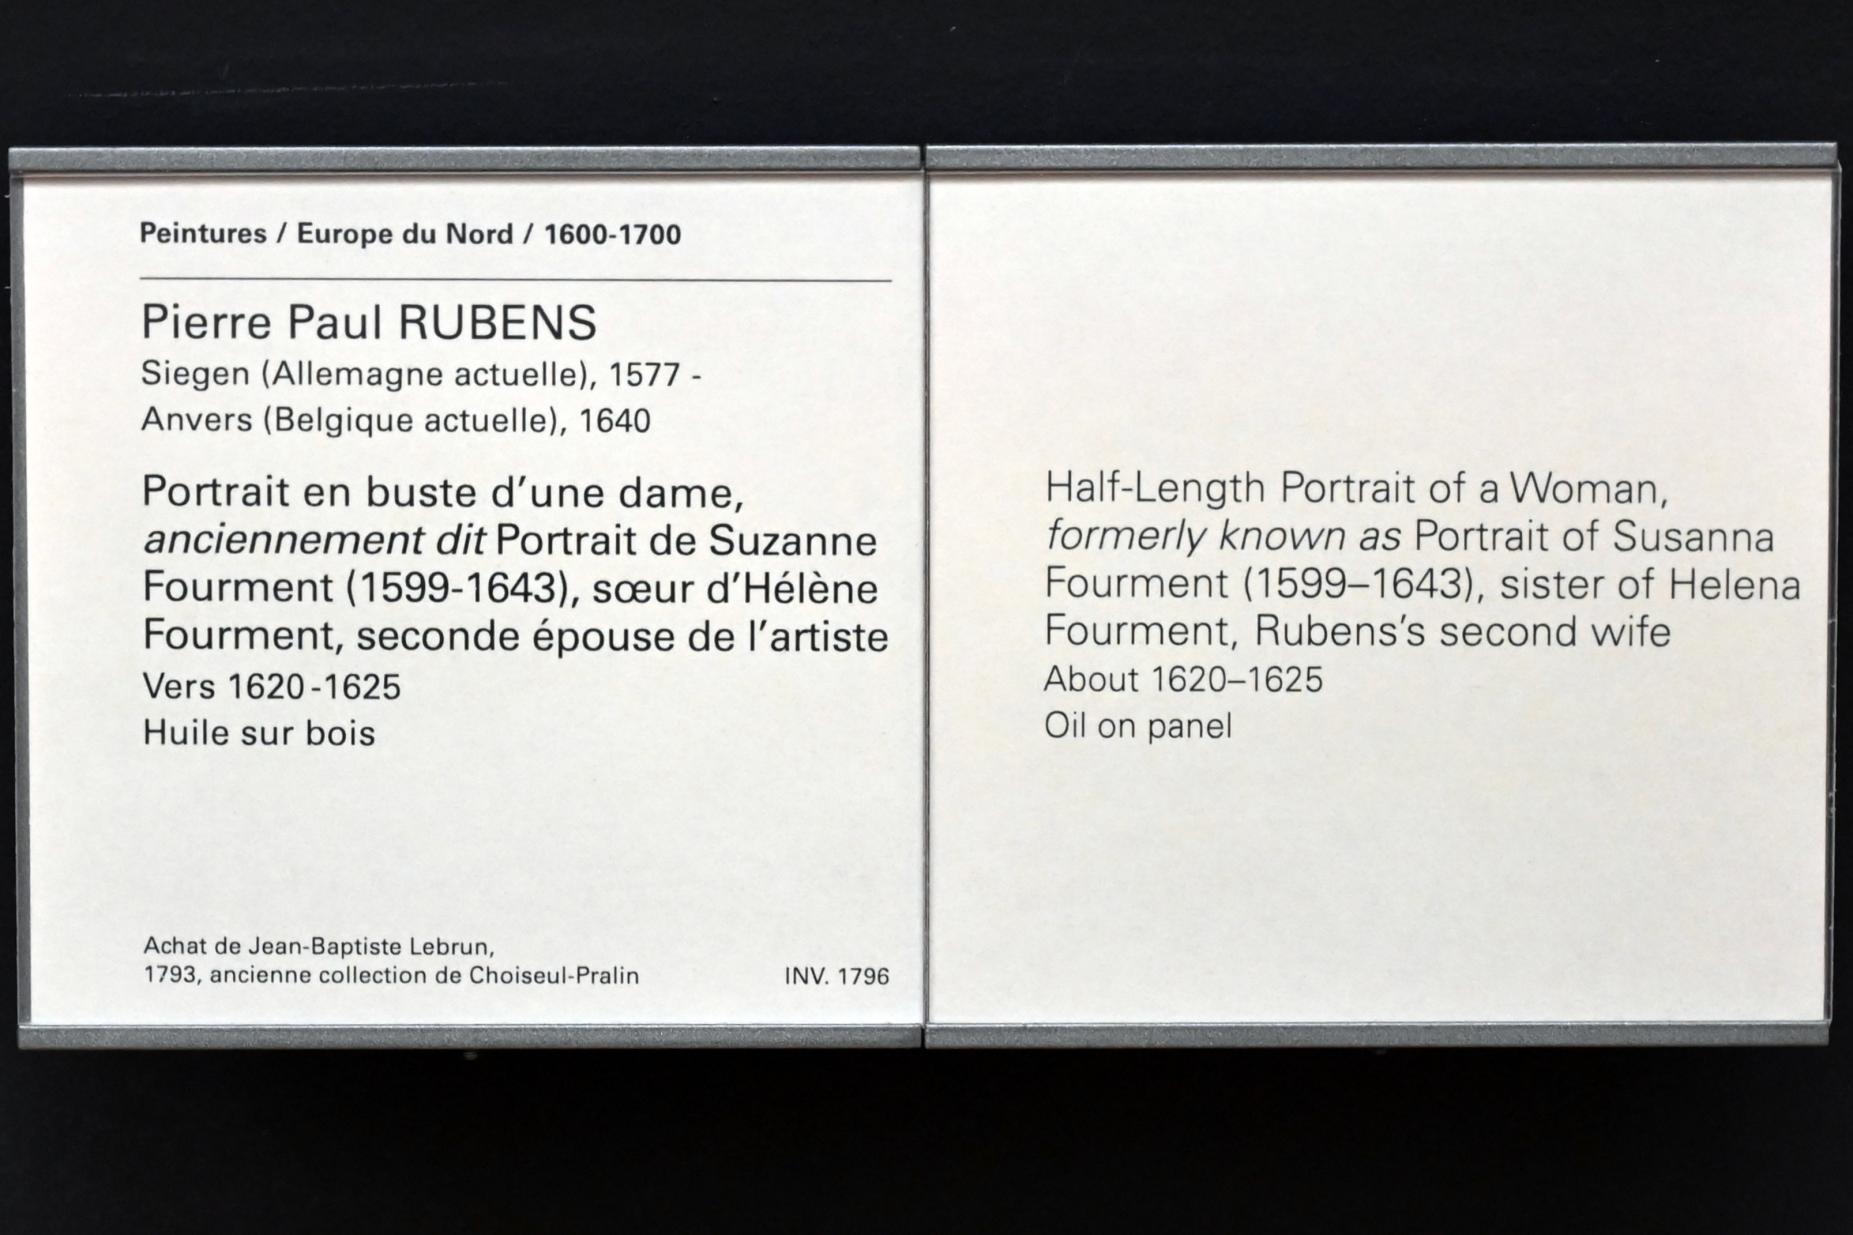 Peintures / Europe du Nord / 1600-1700
Pierre Paul RUBENS
Siegen (Allemagne actuelle), 1577 -
Anvers (Belgique actuelle), 1640
Portrait en buste d’une dame,
anciennement dit Portrait de Suzanne
Fourment (1599-1643), sœur d’Hélène
Fourment, seconde épouse de l’artiste
Vers 1620-1625
Huile sur bois
Achat de Jean-Baptiste Lebrun,
1793, ancienne collection de Choiseul-Pralin
INV. 1796
Half-Length Portrait of a Woman,
formerly known as Portrait of Susanna
Fourment (1599–1643), sister of Helena
Fourment, Rubens’s second wife
About 1620–1625
Oil on panel